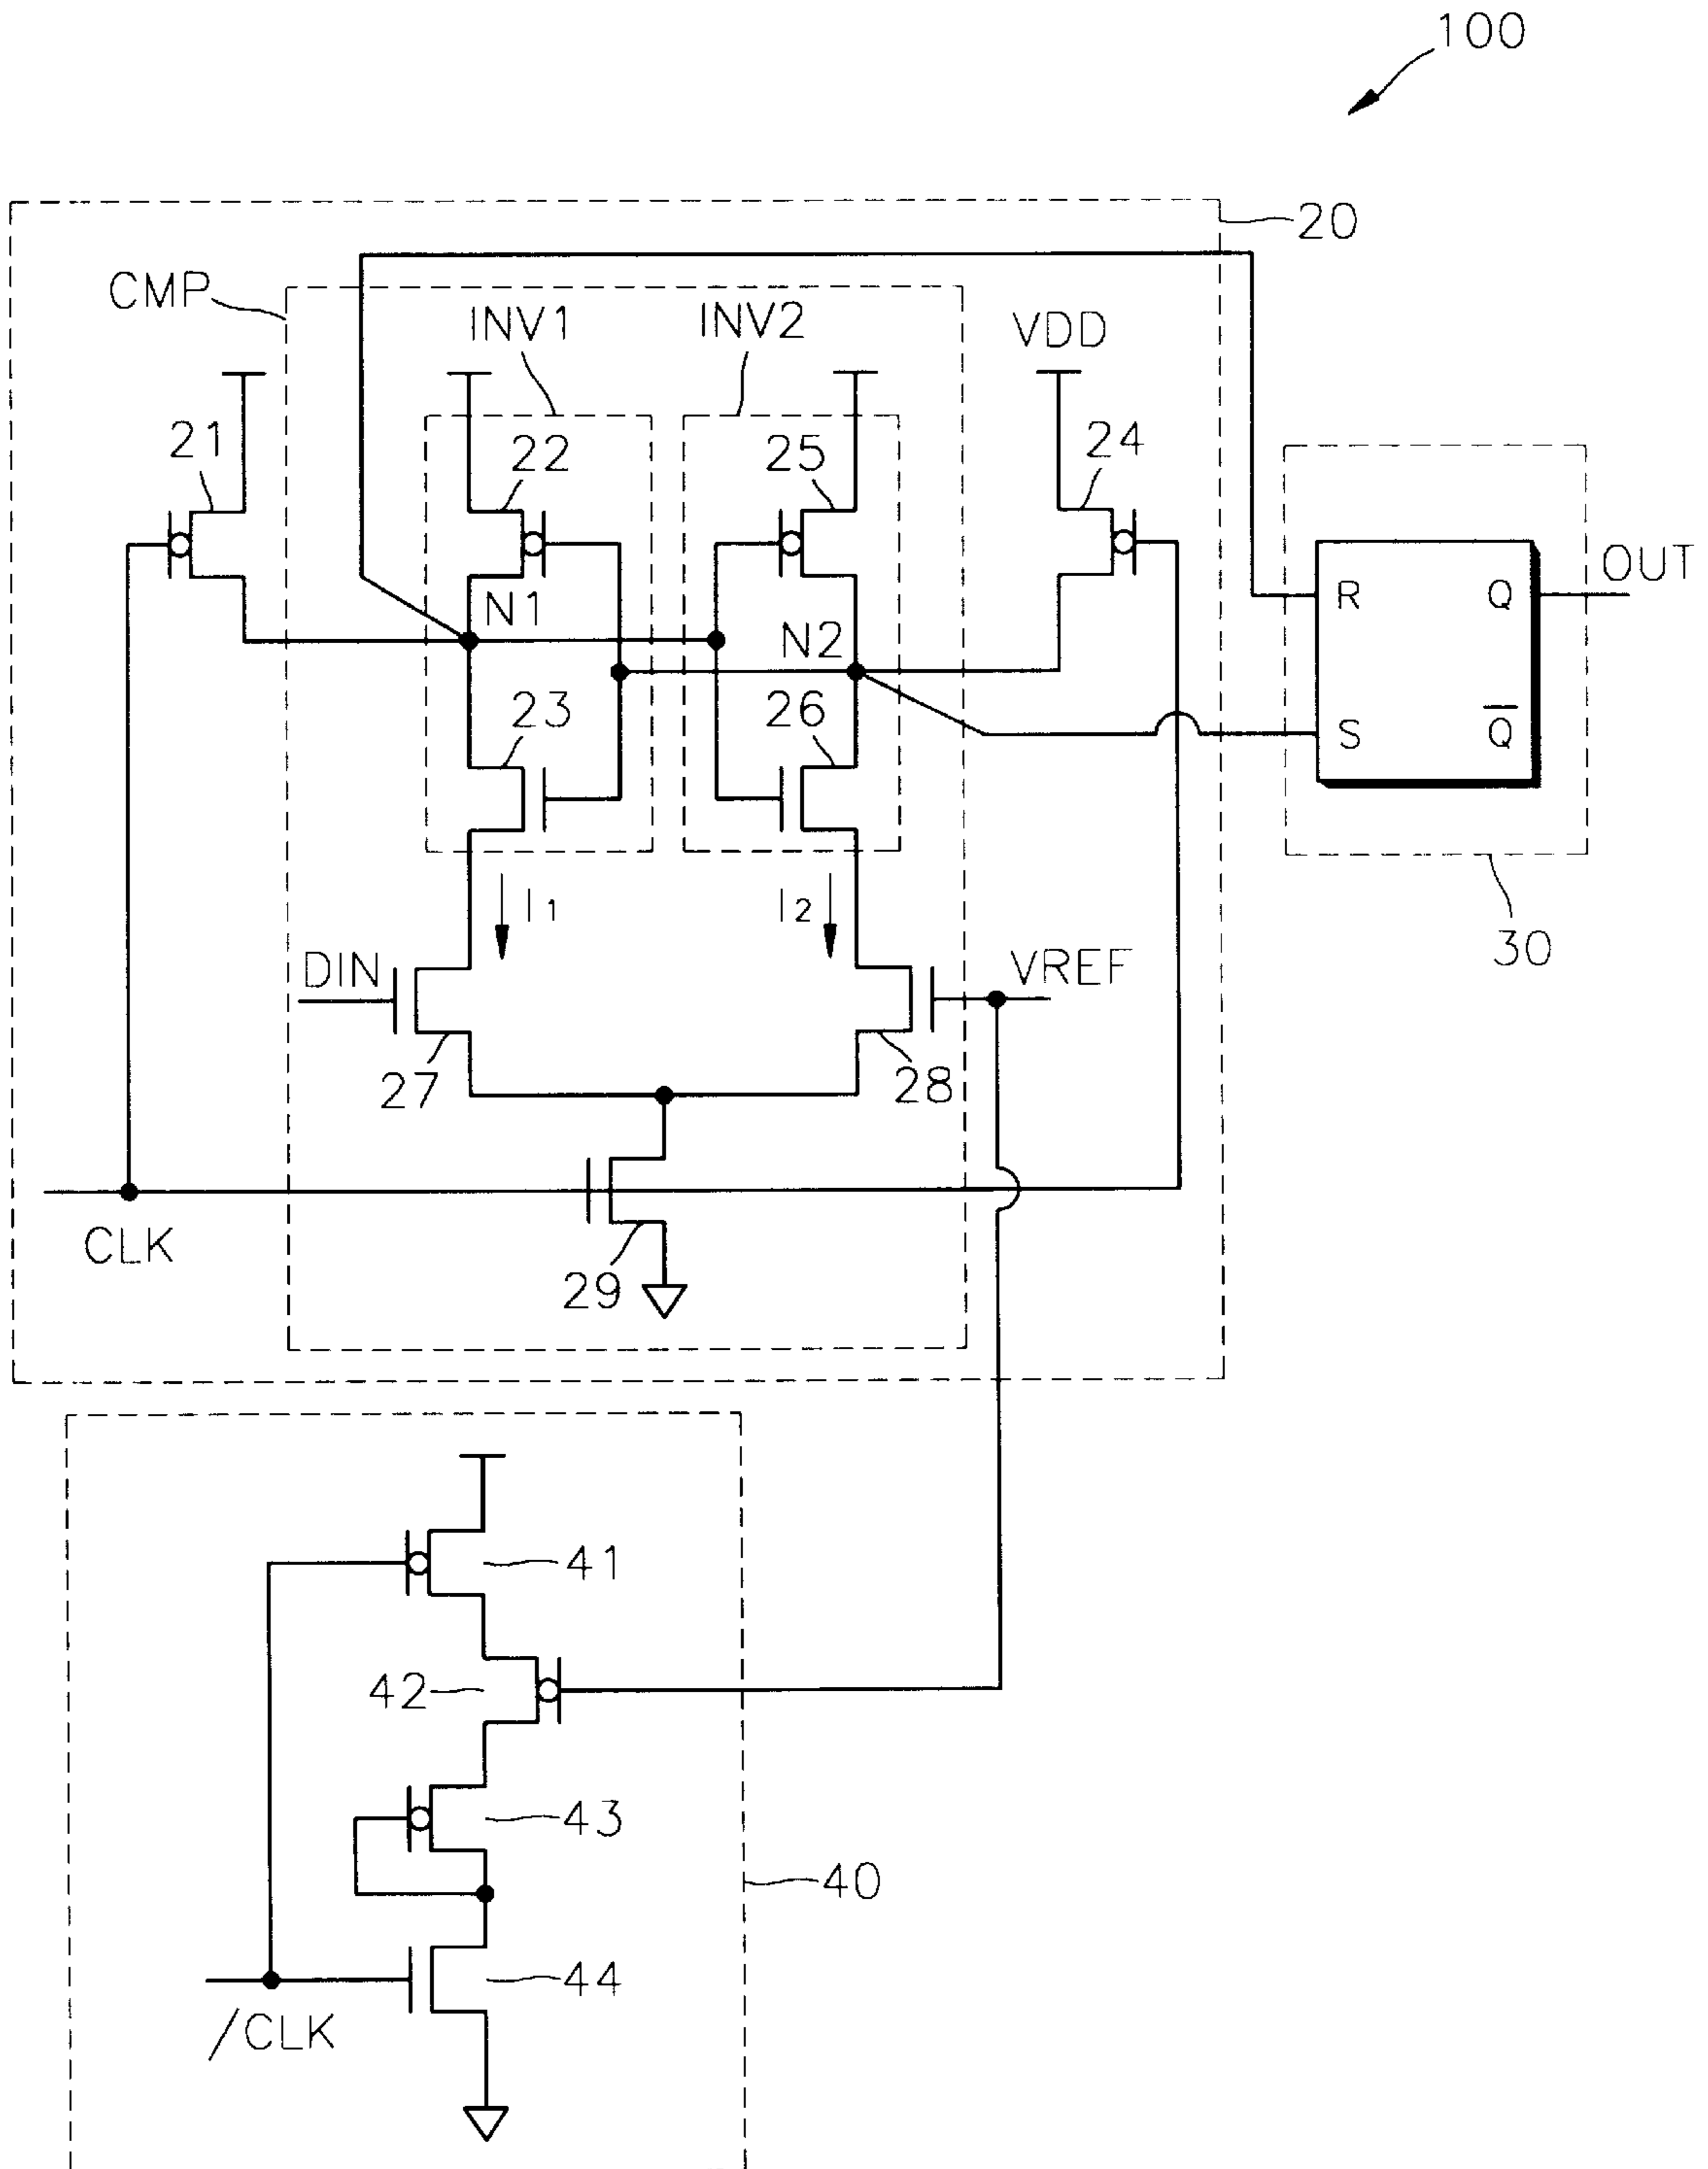 100
20
CMP
INV1
INV2
VDD
21
22
25
24
N1
N2
R
Q
OUT
23
26
S
Q̅
I1
I2
30
DIN
VREF
27
28
CLK
29
41
42
43
40
44
/CLK